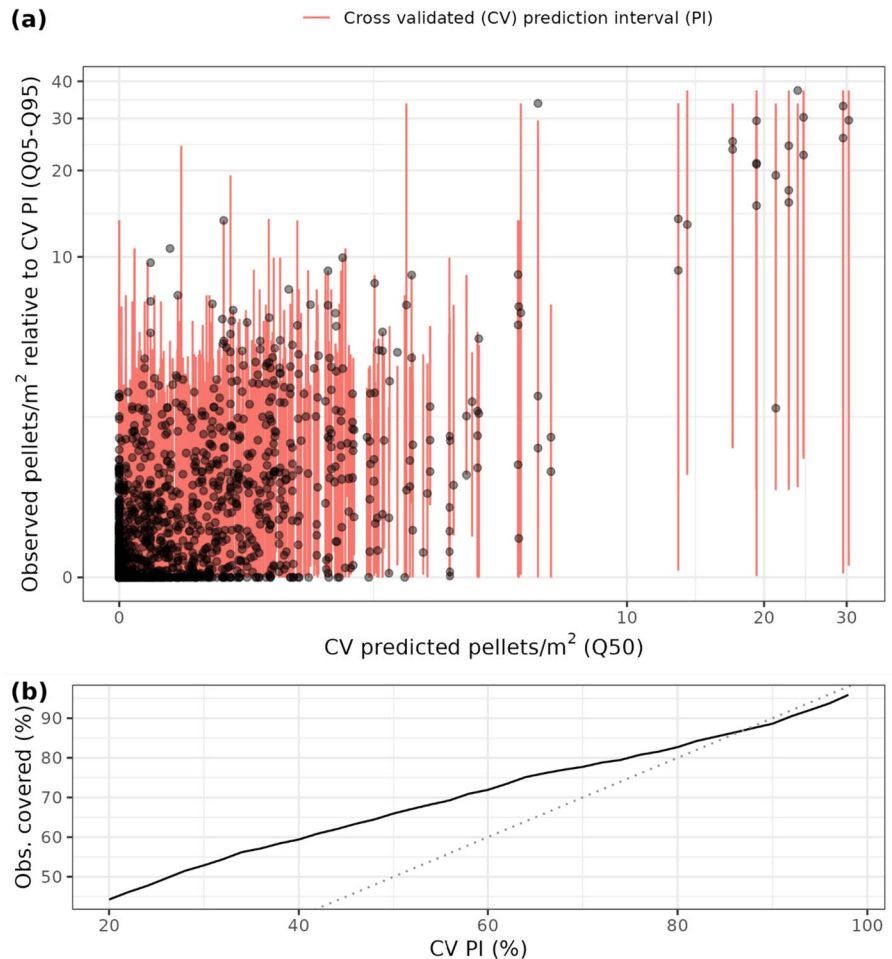 (a)
Cross validated (CV) prediction interval (PI)
Observed pellets/m² relative to CV PI (Q05-Q95)
40
30
20
10
0
0
10
20
30
CV predicted pellets/m² (Q50)
(b)
Obs. covered (%)
90
80
70
60
50
20
40
60
80
100
CV PI (%)